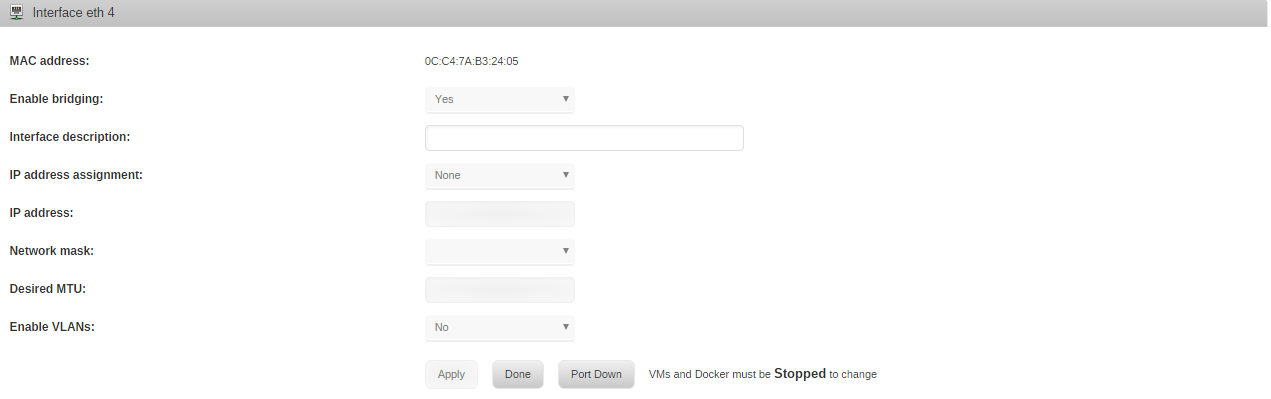 Interface eth 4
MAC address: 0C:C4:7A:B3:24:05
Enable bridging: Yes
Interface description:
IP address assignment: None
IP address:
Network mask:
Desired MTU:
Enable VLANs: No
Apply Done Port Down VMs and Docker must be Stopped to change